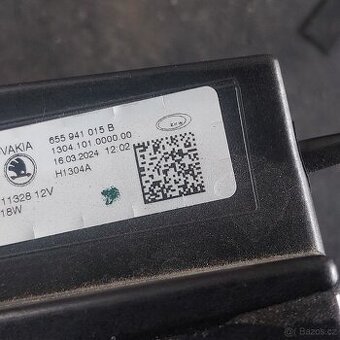 VAKIA
655 941 015 B
1304.101.0000.00
16.03.2024 12:02
H1304A
11328 12V
18W
Bazos.cz